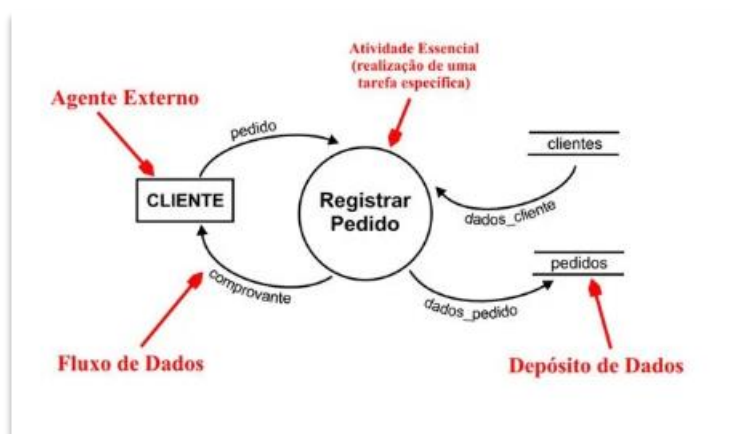 Atividade Essencial
(realização de uma
tarefa específica)
Agente Externo
pedido
clientes
CLIENTE
Registrar
Pedido
dados_cliente
pedidos
comprovante
dados_pedido
Fluxo de Dados
Depósito de Dados